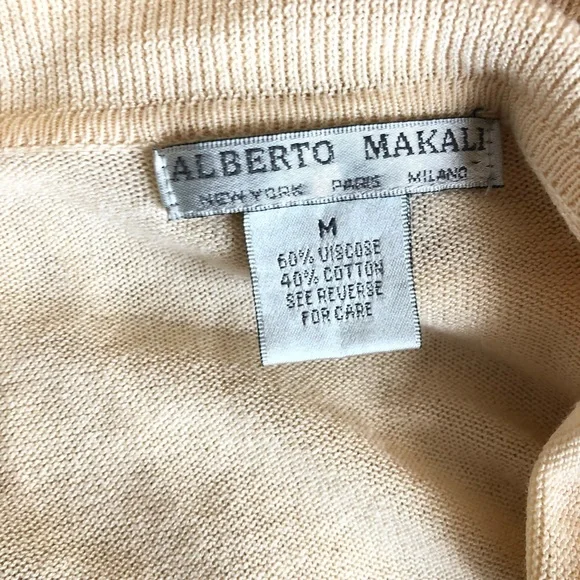 ALBERTO MAKALI
NEW YORK PARIS MILANO
M
60% VISCOSE
40% COTTON
SEE REVERSE
FOR CARE